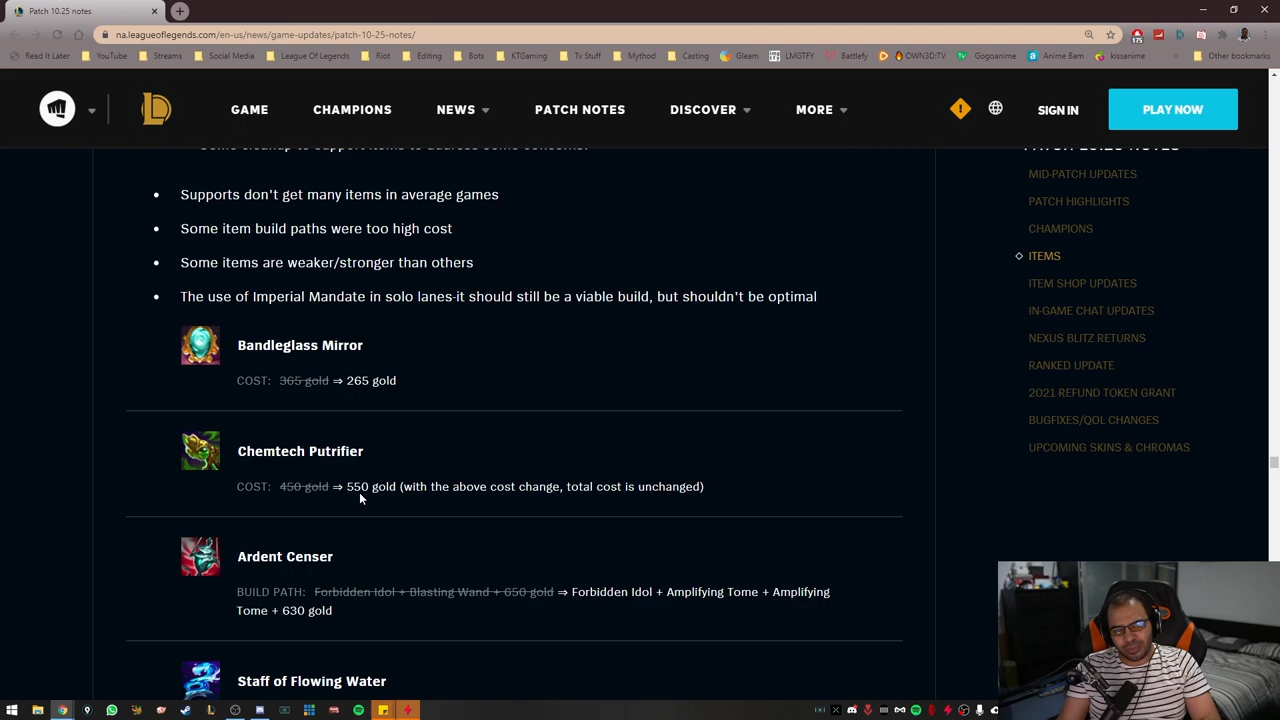 Patch 10.25 notes
na.leagueoflegends.com/en-us/news/game-updates/patch-10-25-notes/
175
Read It Later YouTube Streams Social Media League Of Legends Riot Editing Bots KTGaming Tv Stuff Mythod Casting Gleam LMGTFY Battlefy OWN3D:TV Gogoanime Anime Bam kissanime Other bookmarks
GAME CHAMPIONS NEWS PATCH NOTES DISCOVER MORE SIGN IN PLAY NOW
Supports don't get many items in average games
Some item build paths were too high cost
Some items are weaker/stronger than others
The use of Imperial Mandate in solo lanes-it should still be a viable build, but shouldn't be optimal
Bandleglass Mirror
COST: 365 gold ⇒ 265 gold
Chemtech Putrifier
COST: 450 gold ⇒ 550 gold (with the above cost change, total cost is unchanged)
Ardent Censer
BUILD PATH: Forbidden Idol + Blasting Wand + 650 gold ⇒ Forbidden Idol + Amplifying Tome + Amplifying
Tome + 630 gold
Staff of Flowing Water
MID-PATCH UPDATES
PATCH HIGHLIGHTS
CHAMPIONS
ITEMS
ITEM SHOP UPDATES
IN-GAME CHAT UPDATES
NEXUS BLITZ RETURNS
RANKED UPDATE
2021 REFUND TOKEN GRANT
BUGFIXES/QOL CHANGES
UPCOMING SKINS & CHROMAS